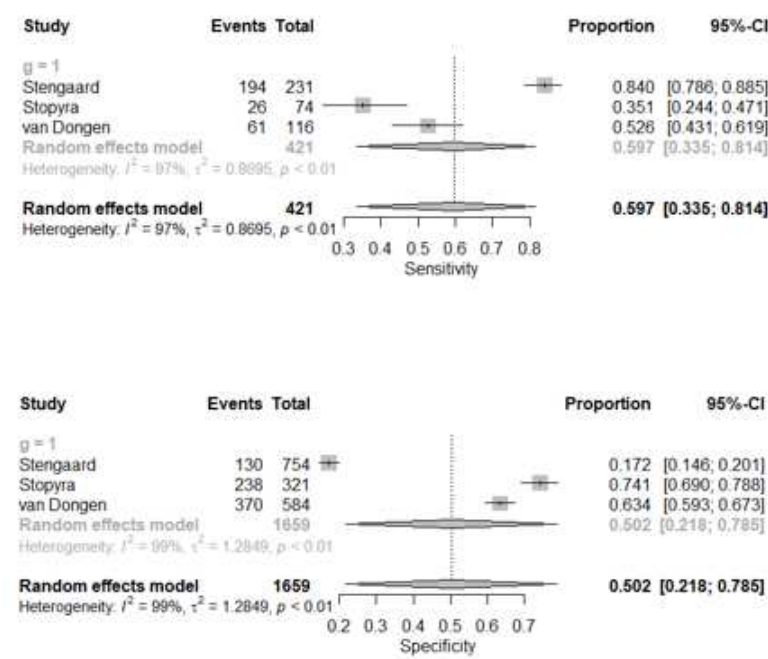 Study Events Total Proportion 95%-CI
g = 1
Stengaard 194 231 0.840 [0.786; 0.885]
Stopyra 26 74 0.351 [0.244; 0.471]
van Dongen 61 116 0.526 [0.431; 0.619]
Random effects model 421 0.597 [0.335; 0.814]
Heterogeneity: I² = 97%, τ² = 0.8695, p < 0.01
Random effects model 421 0.597 [0.335; 0.814]
Heterogeneity: I² = 97%, τ² = 0.8695, p < 0.01
0.3 0.4 0.5 0.6 0.7 0.8
Sensitivity
Study Events Total Proportion 95%-CI
g = 1
Stengaard 130 754 0.172 [0.146; 0.201]
Stopyra 238 321 0.741 [0.690; 0.788]
van Dongen 370 584 0.634 [0.593; 0.673]
Random effects model 1659 0.502 [0.218; 0.785]
Heterogeneity: I² = 99%, τ² = 1.2849, p < 0.01
Random effects model 1659 0.502 [0.218; 0.785]
Heterogeneity: I² = 99%, τ² = 1.2849, p < 0.01
0.2 0.3 0.4 0.5 0.6 0.7
Specificity